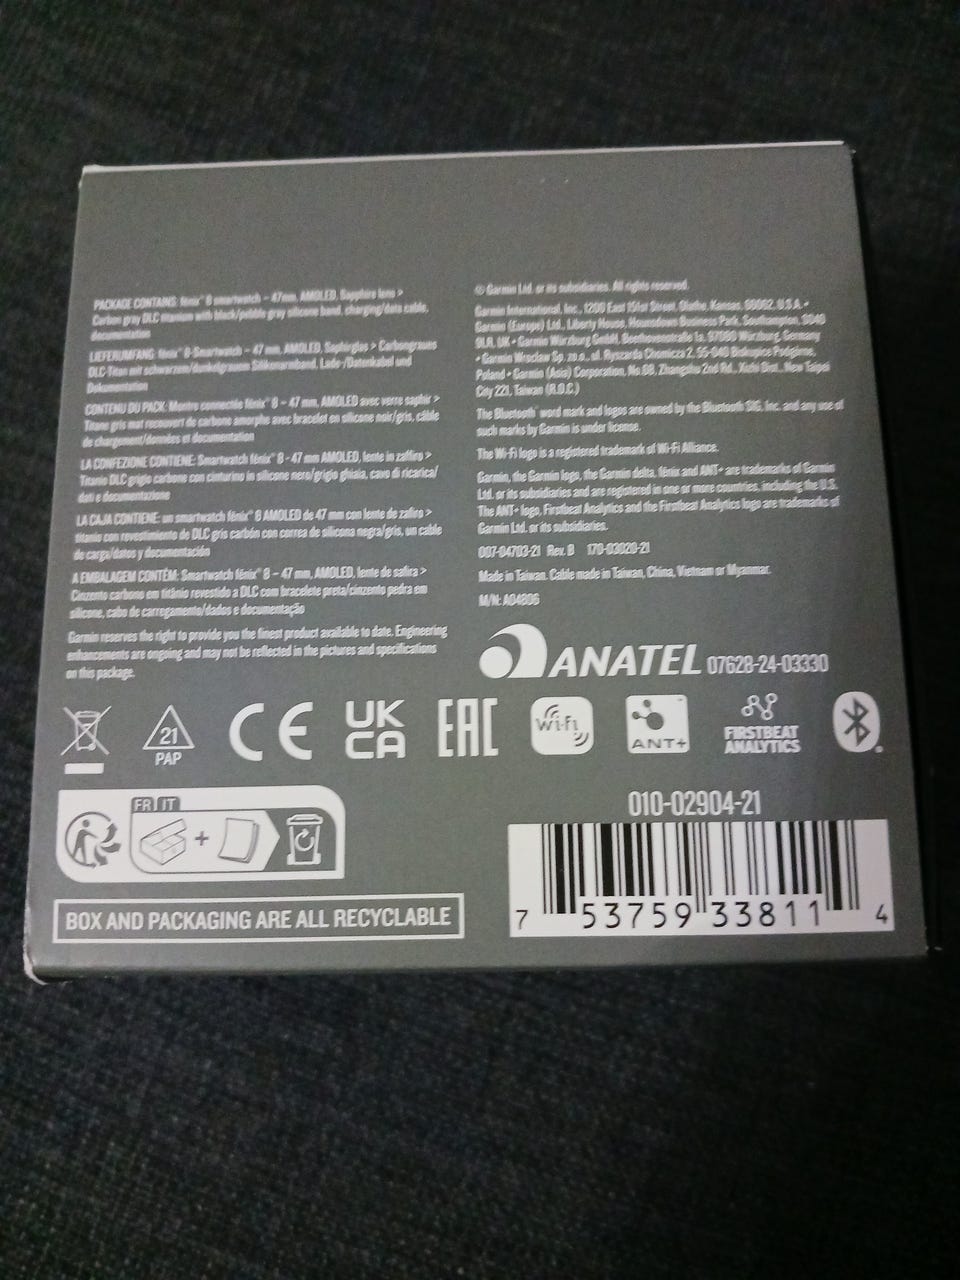 PACKAGE CONTAINS: fēnix® 8 smartwatch – 47mm, AMOLED, Sapphire lens >
Carbon gray DLC titanium with black/pebble gray silicone band, charging/data cable,
documentation
LIEFERUMFANG: fēnix® 8-Smartwatch – 47 mm, AMOLED, Saphirglas > Carbongraues
DLC-Titan mit schwarzem/dunkelgrauem Silikonarmband, Lade-/Datenkabel und
Dokumentation
CONTENU DU PACK: Montre connectée fēnix® 8 – 47 mm, AMOLED avec verre saphir >
Titane gris mat recouvert de carbone amorphe avec bracelet en silicone noir/gris, câble
de chargement/données et documentation
LA CONFEZIONE CONTIENE: Smartwatch fēnix® 8 - 47 mm AMOLED, lente in zaffiro >
Titanio DLC grigio carbone con cinturino in silicone nero/grigio ghiaia, cavo di ricarica/
dati e documentazione
LA CAJA CONTIENE: un smartwatch fēnix® 8 AMOLED de 47 mm con lente de zafiro >
titanio con revestimiento de DLC gris carbón con correa de silicona negra/gris, un cable
de carga/datos y documentación
A EMBALAGEM CONTÉM: Smartwatch fēnix® 8 – 47 mm, AMOLED, lente de safira >
Cinzento carbono em titânio revestido a DLC com bracelete preta/cinzento pedra em
silicone, cabo de carregamento/dados e documentação
Garmin reserves the right to provide you the finest product available to date. Engineering
enhancements are ongoing and may not be reflected in the pictures and specifications
on this package.
© Garmin Ltd. or its subsidiaries. All rights reserved.
Garmin International, Inc., 1200 East 151st Street, Olathe, Kansas, 66062, U.S.A. •
Garmin (Europe) Ltd., Liberty House, Hounsdown Business Park, Southampton, SO40
9LR, UK • Garmin Würzburg GmbH, Beethovenstraße 1a, 97080 Würzburg, Germany
• Garmin Wrocław Sp. z o.o., ul. Ryszarda Chomicza 2, 55-040 Biskupice Podgórne,
Poland • Garmin (Asia) Corporation, No.68, Zhangshu 2nd Rd., Xizhi Dist., New Taipei
City 221, Taiwan (R.O.C.)
The Bluetooth® word mark and logos are owned by the Bluetooth SIG, Inc. and any use of
such marks by Garmin is under license.
The Wi-Fi logo is a registered trademark of Wi-Fi Alliance.
Garmin, the Garmin logo, the Garmin delta, fēnix and ANT+ are trademarks of Garmin
Ltd. or its subsidiaries and are registered in one or more countries, including the U.S.
The ANT+ logo, Firstbeat Analytics and the Firstbeat Analytics logo are trademarks of
Garmin Ltd. or its subsidiaries.
007-04703-21 Rev. B 170-03020-21
Made in Taiwan. Cable made in Taiwan, China, Vietnam or Myanmar.
M/N: A04806
ANATEL 07628-24-03330
21
PAP
CE
UK
CA
EAC
Wi-Fi
ANT+
FIRSTBEAT
ANALYTICS
FR IT
+
BOX AND PACKAGING ARE ALL RECYCLABLE
010-02904-21
7 53759 33811 4